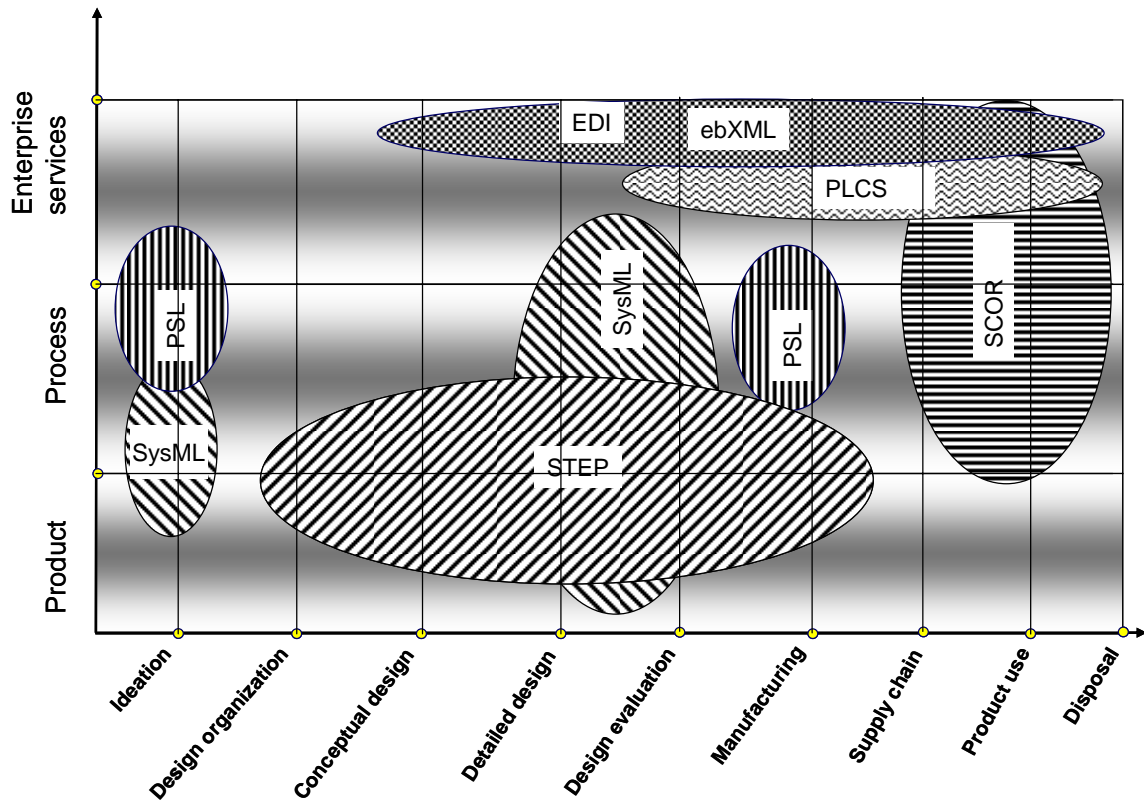 Enterprise
services
Process
Product
EDI
ebXML
PLCS
PSL
SysML
SysML
PSL
SCOR
STEP
Ideation
Design organization
Conceptual design
Detailed design
Design evaluation
Manufacturing
Supply chain
Product use
Disposal